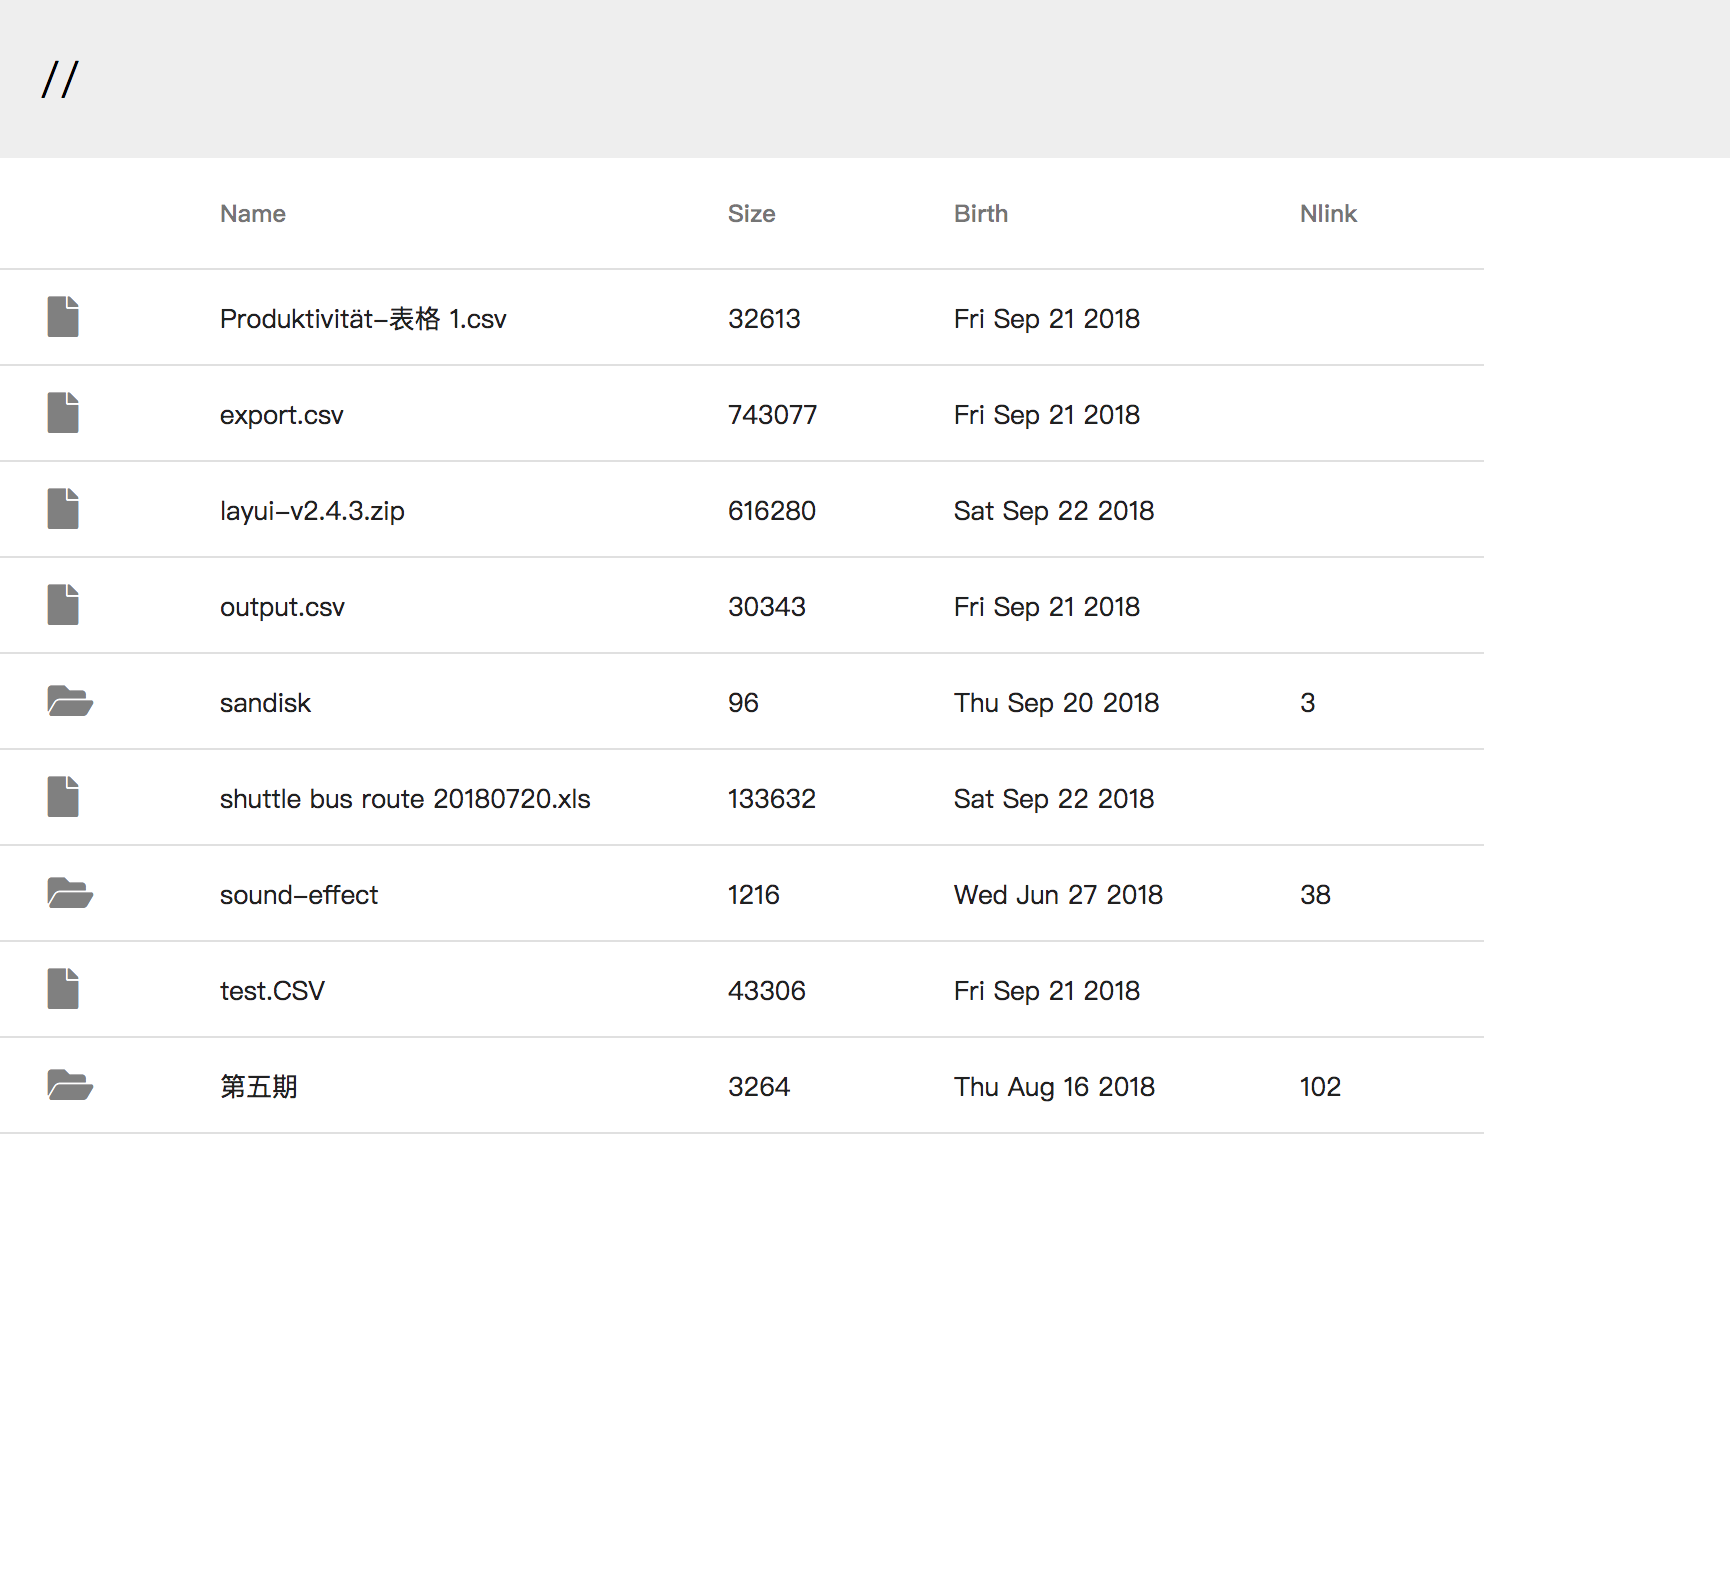 //
Name Size Birth Nlink
Produktivität-表格 1.csv 32613 Fri Sep 21 2018
export.csv 743077 Fri Sep 21 2018
layui-v2.4.3.zip 616280 Sat Sep 22 2018
output.csv 30343 Fri Sep 21 2018
sandisk 96 Thu Sep 20 2018 3
shuttle bus route 20180720.xls 133632 Sat Sep 22 2018
sound-effect 1216 Wed Jun 27 2018 38
test.CSV 43306 Fri Sep 21 2018
第五期 3264 Thu Aug 16 2018 102